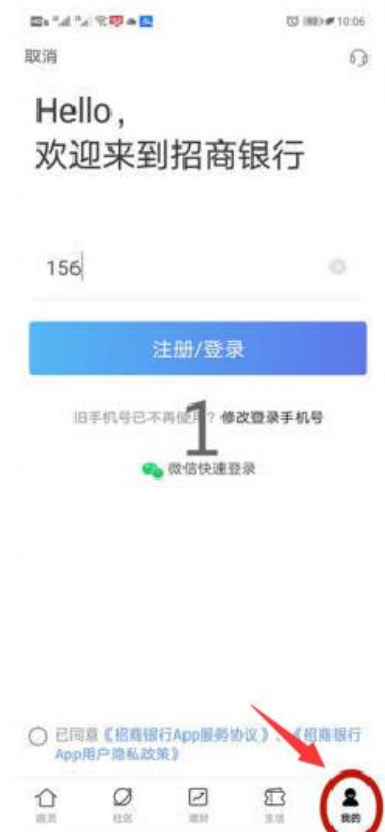 10:06
取消
Hello，
欢迎来到招商银行
156
注册/登录
旧手机号已不再使用？修改登录手机号
1
微信快速登录
已同意《招商银行App服务协议》、《招商银行
App用户隐私政策》
首页 社区 理财 生活 我的